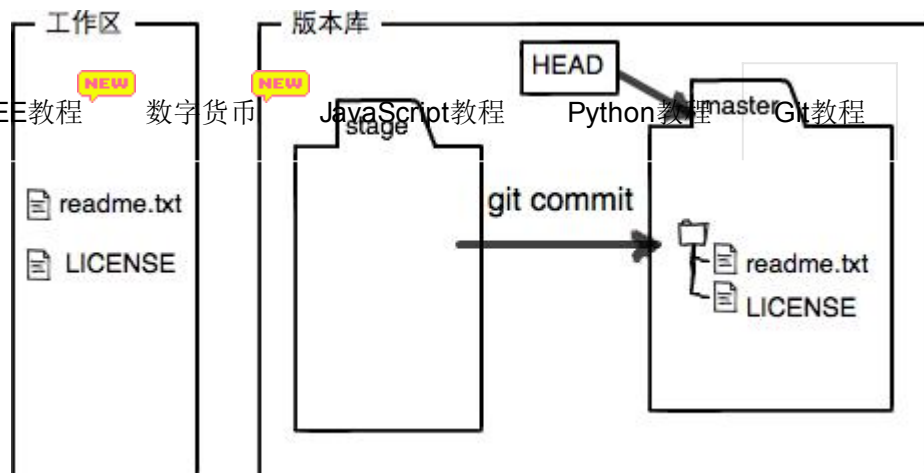 工作区
版本库
HEAD
NEW
NEW
EE教程 数字货币 JavaScript教程 Python教程 Git教程
stage
master
git commit
readme.txt
LICENSE
readme.txt
LICENSE